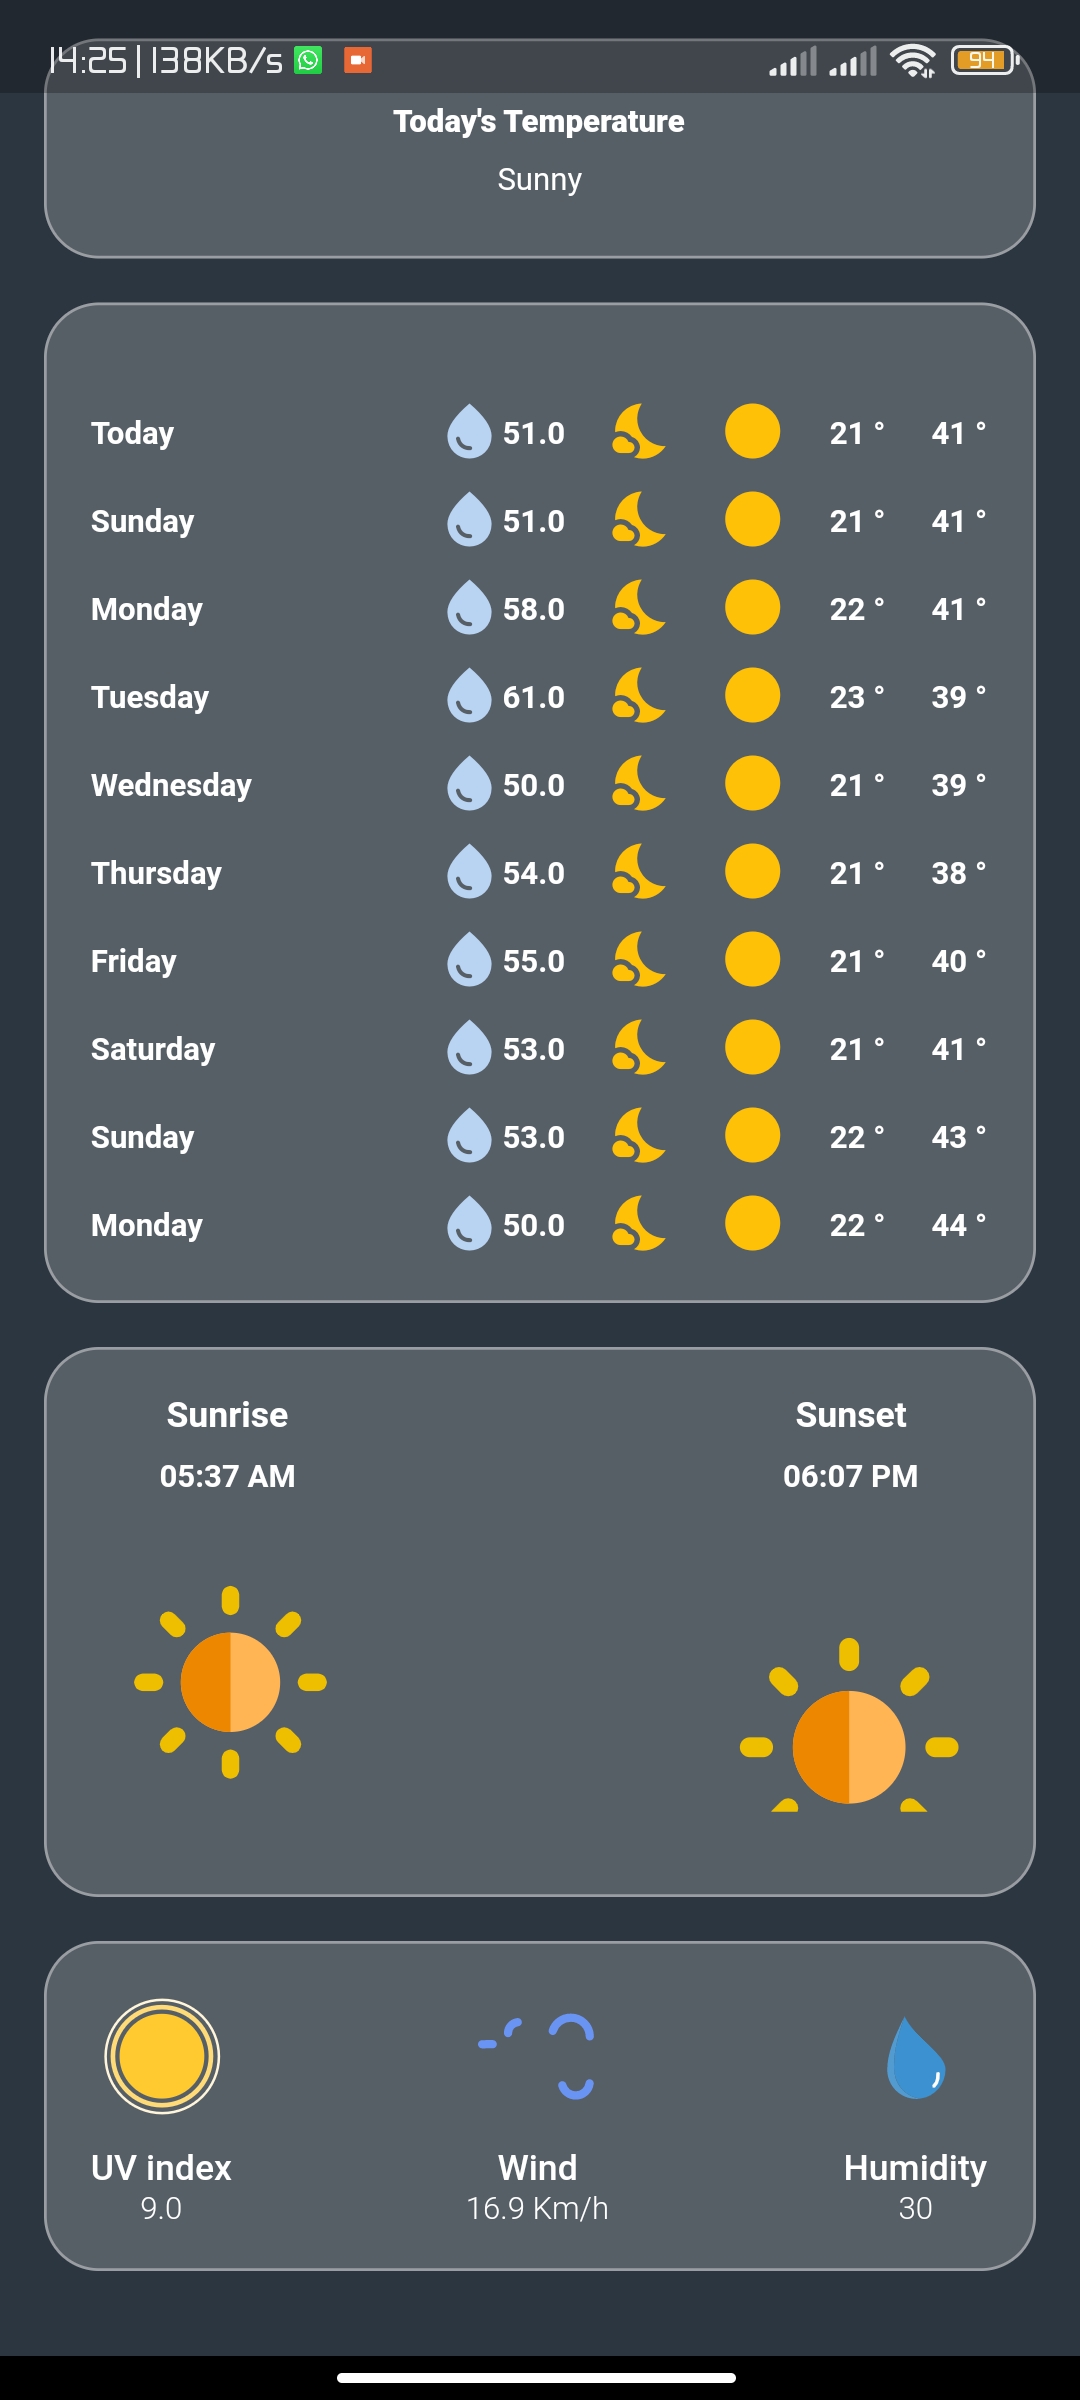 14:25 | 138KB/s 94
Today's Temperature
Sunny
Today 51.0 21 ° 41 °
Sunday 51.0 21 ° 41 °
Monday 58.0 22 ° 41 °
Tuesday 61.0 23 ° 39 °
Wednesday 50.0 21 ° 39 °
Thursday 54.0 21 ° 38 °
Friday 55.0 21 ° 40 °
Saturday 53.0 21 ° 41 °
Sunday 53.0 22 ° 43 °
Monday 50.0 22 ° 44 °
Sunrise Sunset
05:37 AM 06:07 PM
UV index Wind Humidity
9.0 16.9 Km/h 30